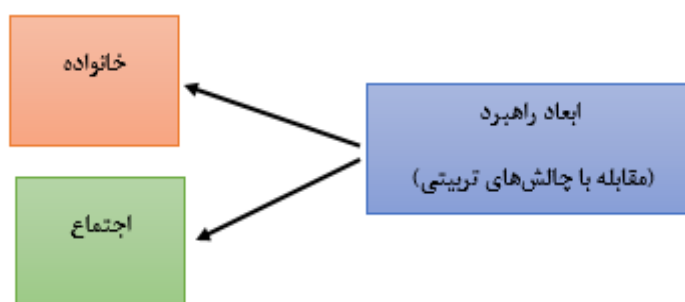 ابعاد راهبرد
(مقابله با چالش‌های تربیتی)
خانواده
اجتماع